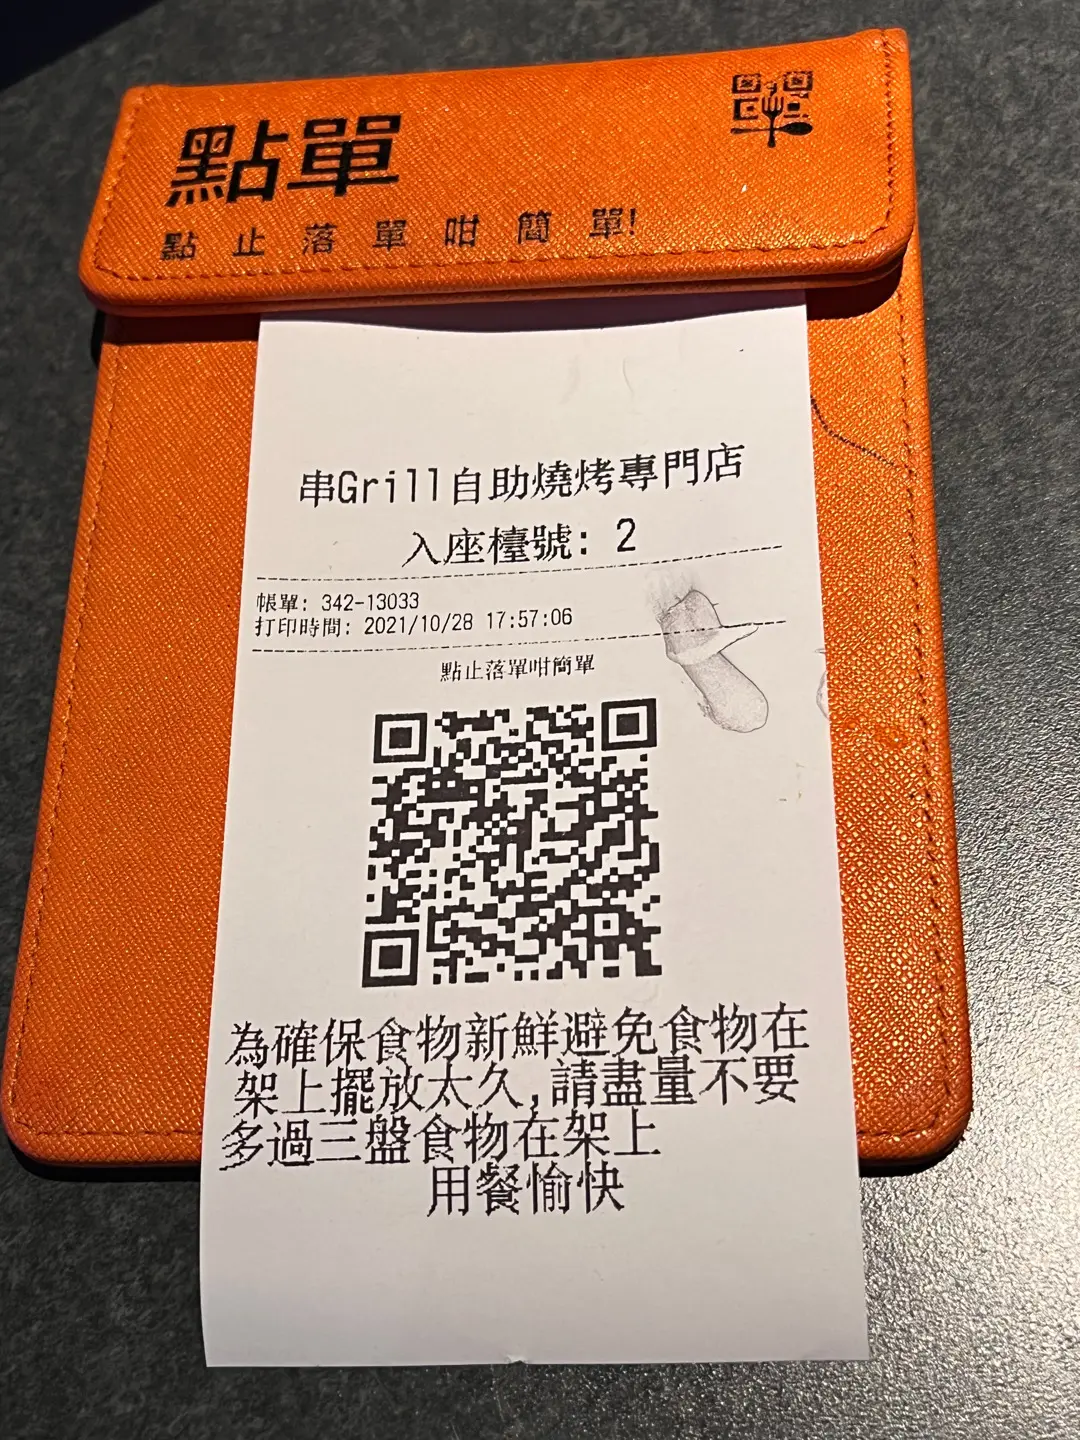 點單
點止落單咁簡單!
串Grill自助燒烤專門店
入座檯號: 2
帳單: 342-13033
打印時間: 2021/10/28 17:57:06
點止落單咁簡單
為確保食物新鮮避免食物在
架上擺放太久,請盡量不要
多過三盤食物在架上
用餐愉快